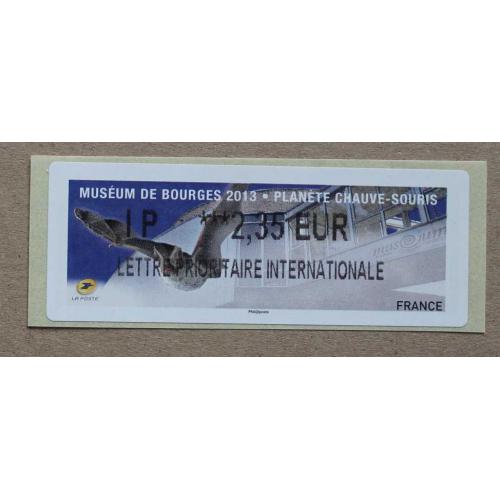 MUSÉUM DE BOURGES 2013 • PLANÈTE CHAUVE-SOURIS
IP ***2,35 EUR
LETTRE PRIORITAIRE INTERNATIONALE
LA POSTE
FRANCE